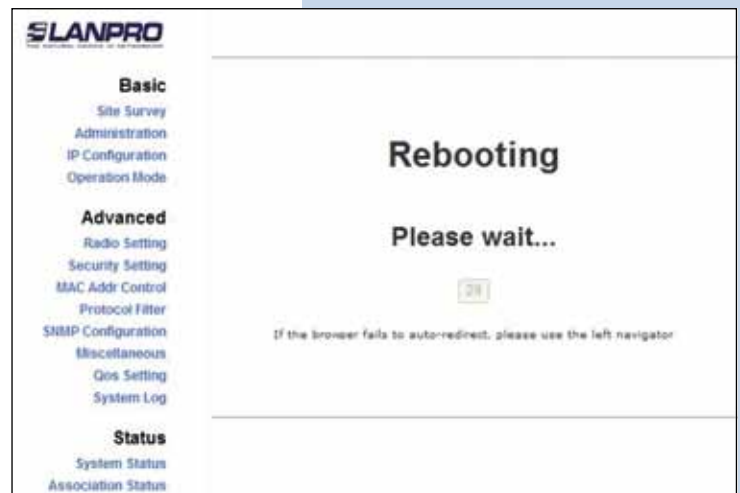 SLANPRO
Basic
Site Survey
Administration
IP Configuration
Operation Mode
Advanced
Radio Setting
Security Setting
MAC Addr Control
Protocol Filter
SNMP Configuration
Miscellaneous
Qos Setting
System Log
Status
System Status
Association Status
Rebooting
Please wait...
If the browser fails to auto-redirect, please use the left navigator